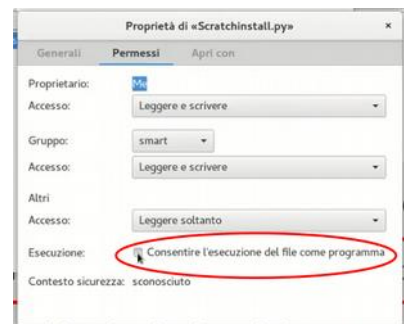 Proprietà di «Scratchinstall.py» ×
Generali Permessi Apri con
Proprietario: Me
Accesso: Leggere e scrivere
Gruppo: smart
Accesso: Leggere e scrivere
Altri
Accesso: Leggere soltanto
Esecuzione: Consentire l'esecuzione del file come programma
Contesto sicurezza: sconosciuto